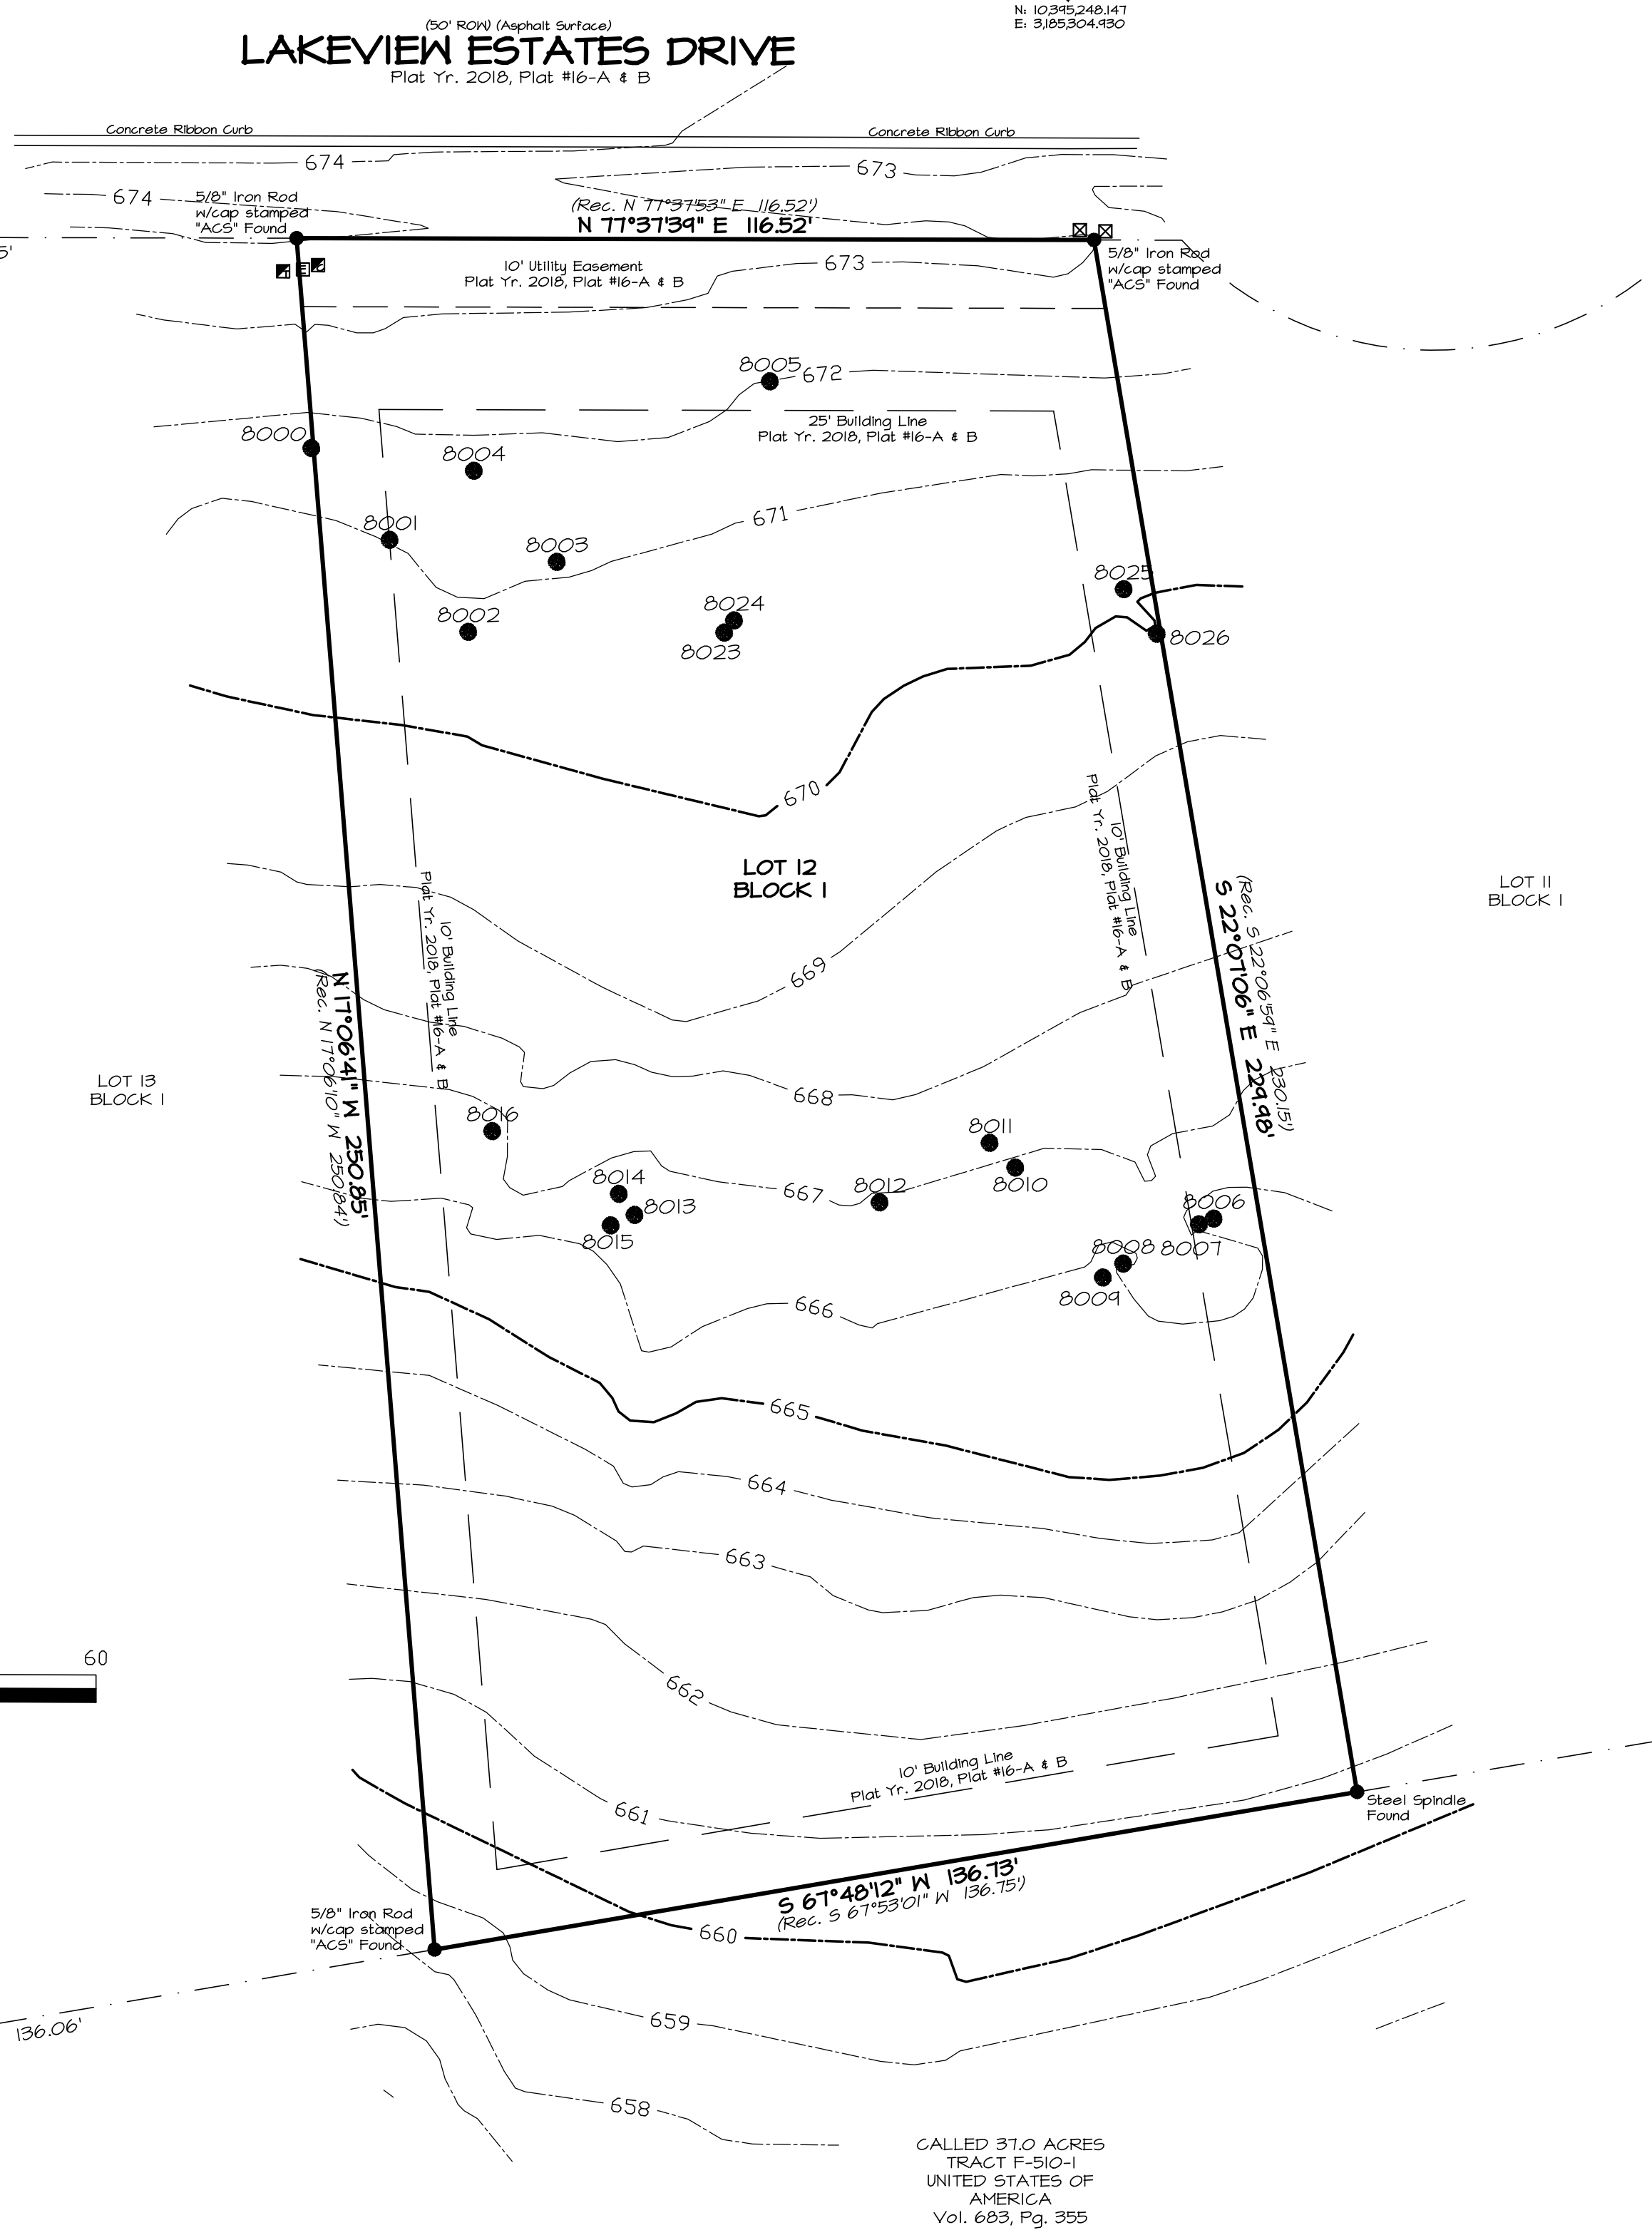 N: 10,395,248.147
E: 3,185,304.930
(50' ROW) (Asphalt Surface)
LAKEVIEW ESTATES DRIVE
Plat Yr. 2018, Plat #16-A & B
Concrete Ribbon Curb
Concrete Ribbon Curb
674
673
674
5/8" Iron Rod
w/cap stamped
"ACS" Found
(Rec. N 77°37'53" E 116.52')
N 77°37'39" E 116.52'
5'
5/8" Iron Rod
w/cap stamped
"ACS" Found
10' Utility Easement
Plat Yr. 2018, Plat #16-A & B
673
E
8005
672
25' Building Line
Plat Yr. 2018, Plat #16-A & B
8000
8004
671
8001
8003
8025
8002
8024
8023
8026
670
10' Building Line
Plat Yr. 2018, Plat #16-A & B
LOT 12
BLOCK 1
LOT 11
BLOCK 1
10' Building Line
Plat Yr. 2018, Plat #16-A & B
(Rec. S 22°06'59" E 230.15')
S 22°07'06" E 229.98'
669
N 17°06'41" W 250.85'
(Rec. N 17°06'10" W 250.84')
LOT 13
BLOCK 1
668
8016
8011
8014
667
8012
8010
8013
8006
8015
8008
8007
8009
666
665
664
663
60
662
10' Building Line
Plat Yr. 2018, Plat #16-A & B
661
Steel Spindle
Found
S 67°48'12" W 136.73'
(Rec. S 67°53'01" W 136.75')
5/8" Iron Rod
w/cap stamped
"ACS" Found
660
136.06'
659
658
CALLED 37.0 ACRES
TRACT F-510-1
UNITED STATES OF
AMERICA
Vol. 683, Pg. 355